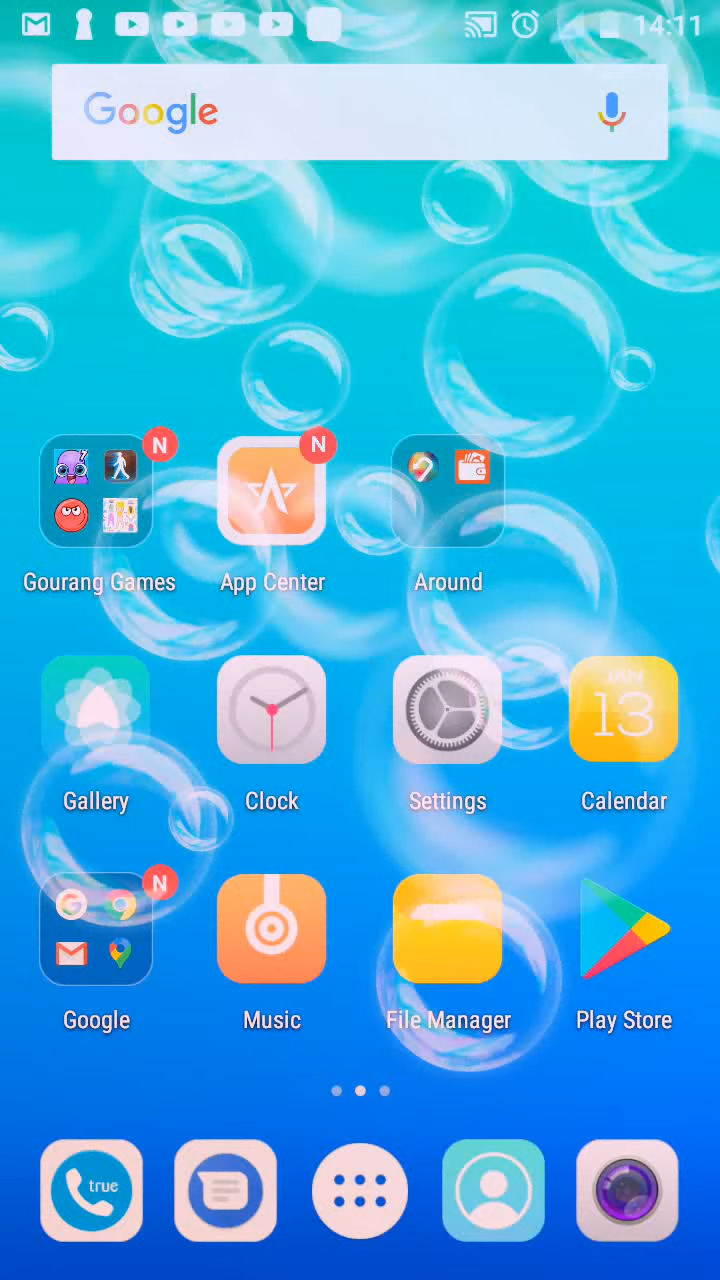 14:11
Google
N
N
Gourang Games
App Center
Around
JAN
13
Gallery
Clock
Settings
Calendar
N
G
Google
Music
File Manager
Play Store
true